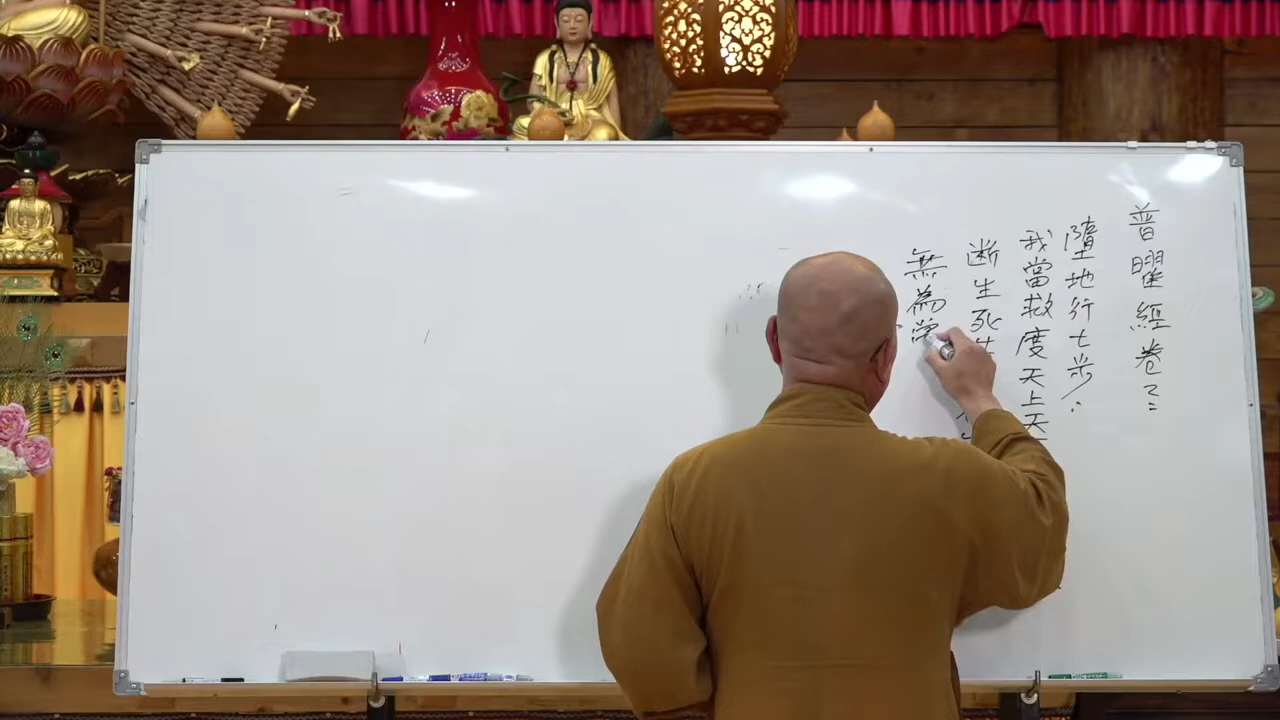 普曜經卷二:
墮地行七步:
我當救度天上天
斷生死苦
無為常